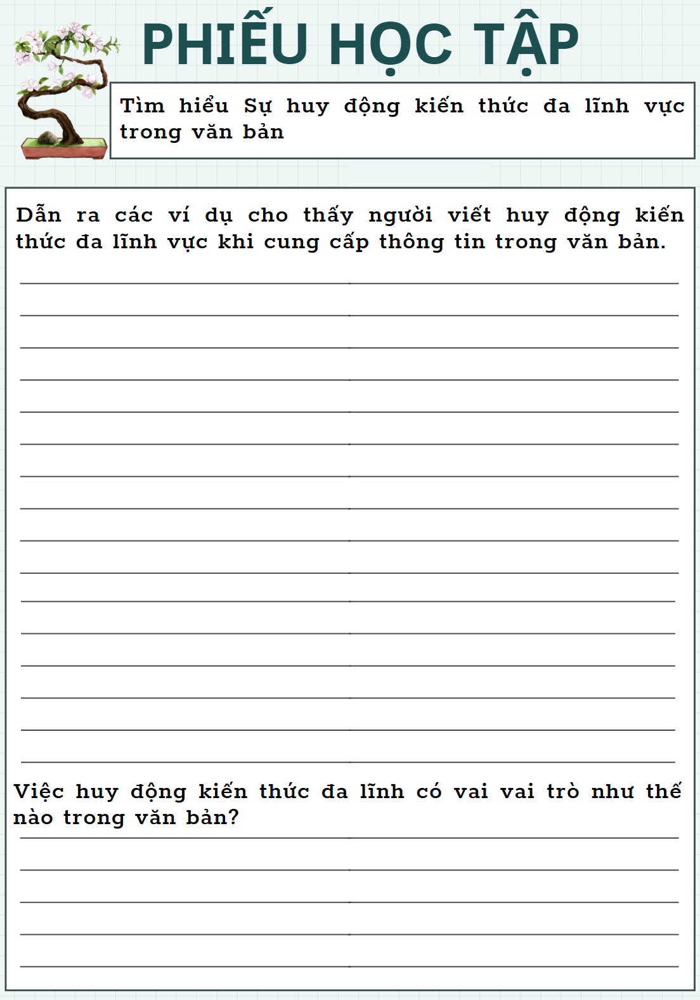 PHIẾU HỌC TẬP
Tìm hiểu Sự huy động kiến thức đa lĩnh vực
trong văn bản
Dẫn ra các ví dụ cho thấy người viết huy động kiến
thức đa lĩnh vực khi cung cấp thông tin trong văn bản.
Việc huy động kiến thức đa lĩnh có vai vai trò như thế
nào trong văn bản?